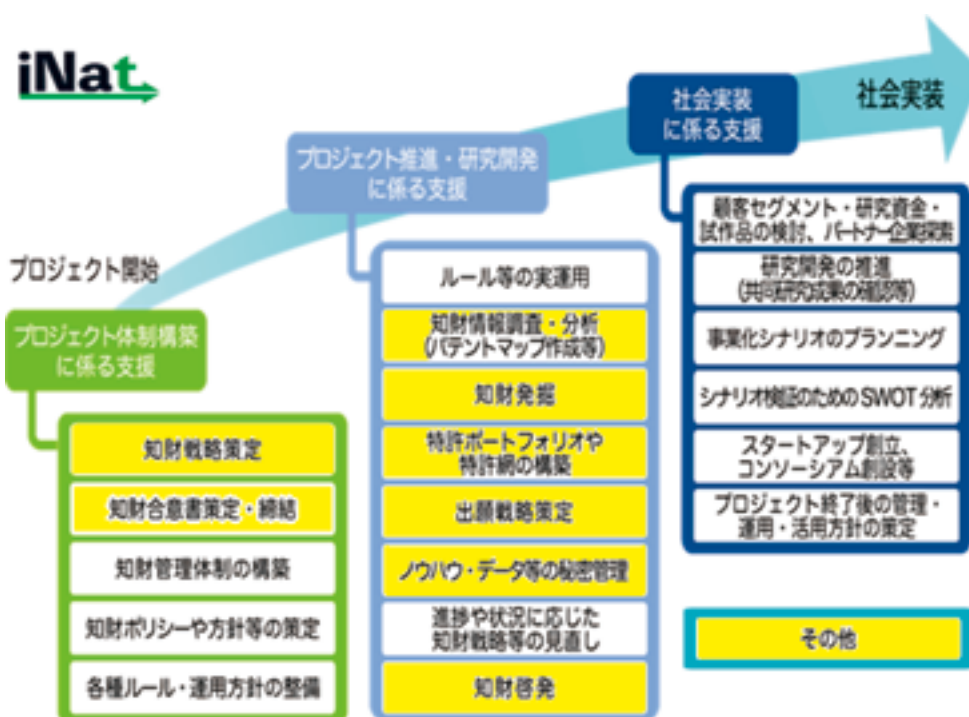 iNat
社会実装
プロジェクト開始
プロジェクト体制構築
に係る支援
知財戦略策定
知財合意書策定・締結
知財管理体制の構築
知財ポリシーや方針等の策定
各種ルール・運用方針の整備
プロジェクト推進・研究開発
に係る支援
ルール等の実運用
知財情報調査・分析
(パテントマップ作成等)
知財発掘
特許ポートフォリオや
特許網の構築
出願戦略策定
ノウハウ・データ等の秘密管理
進捗や状況に応じた
知財戦略等の見直し
知財啓発
社会実装
に係る支援
顧客セグメント・研究資金・
試作品の検討、パートナー企業探索
研究開発の推進
(共同研究成果の確認等)
事業化シナリオのプランニング
シナリオ検証のためのSWOT分析
スタートアップ創立、
コンソーシアム創設等
プロジェクト終了後の管理・
運用・活用方針の策定
その他